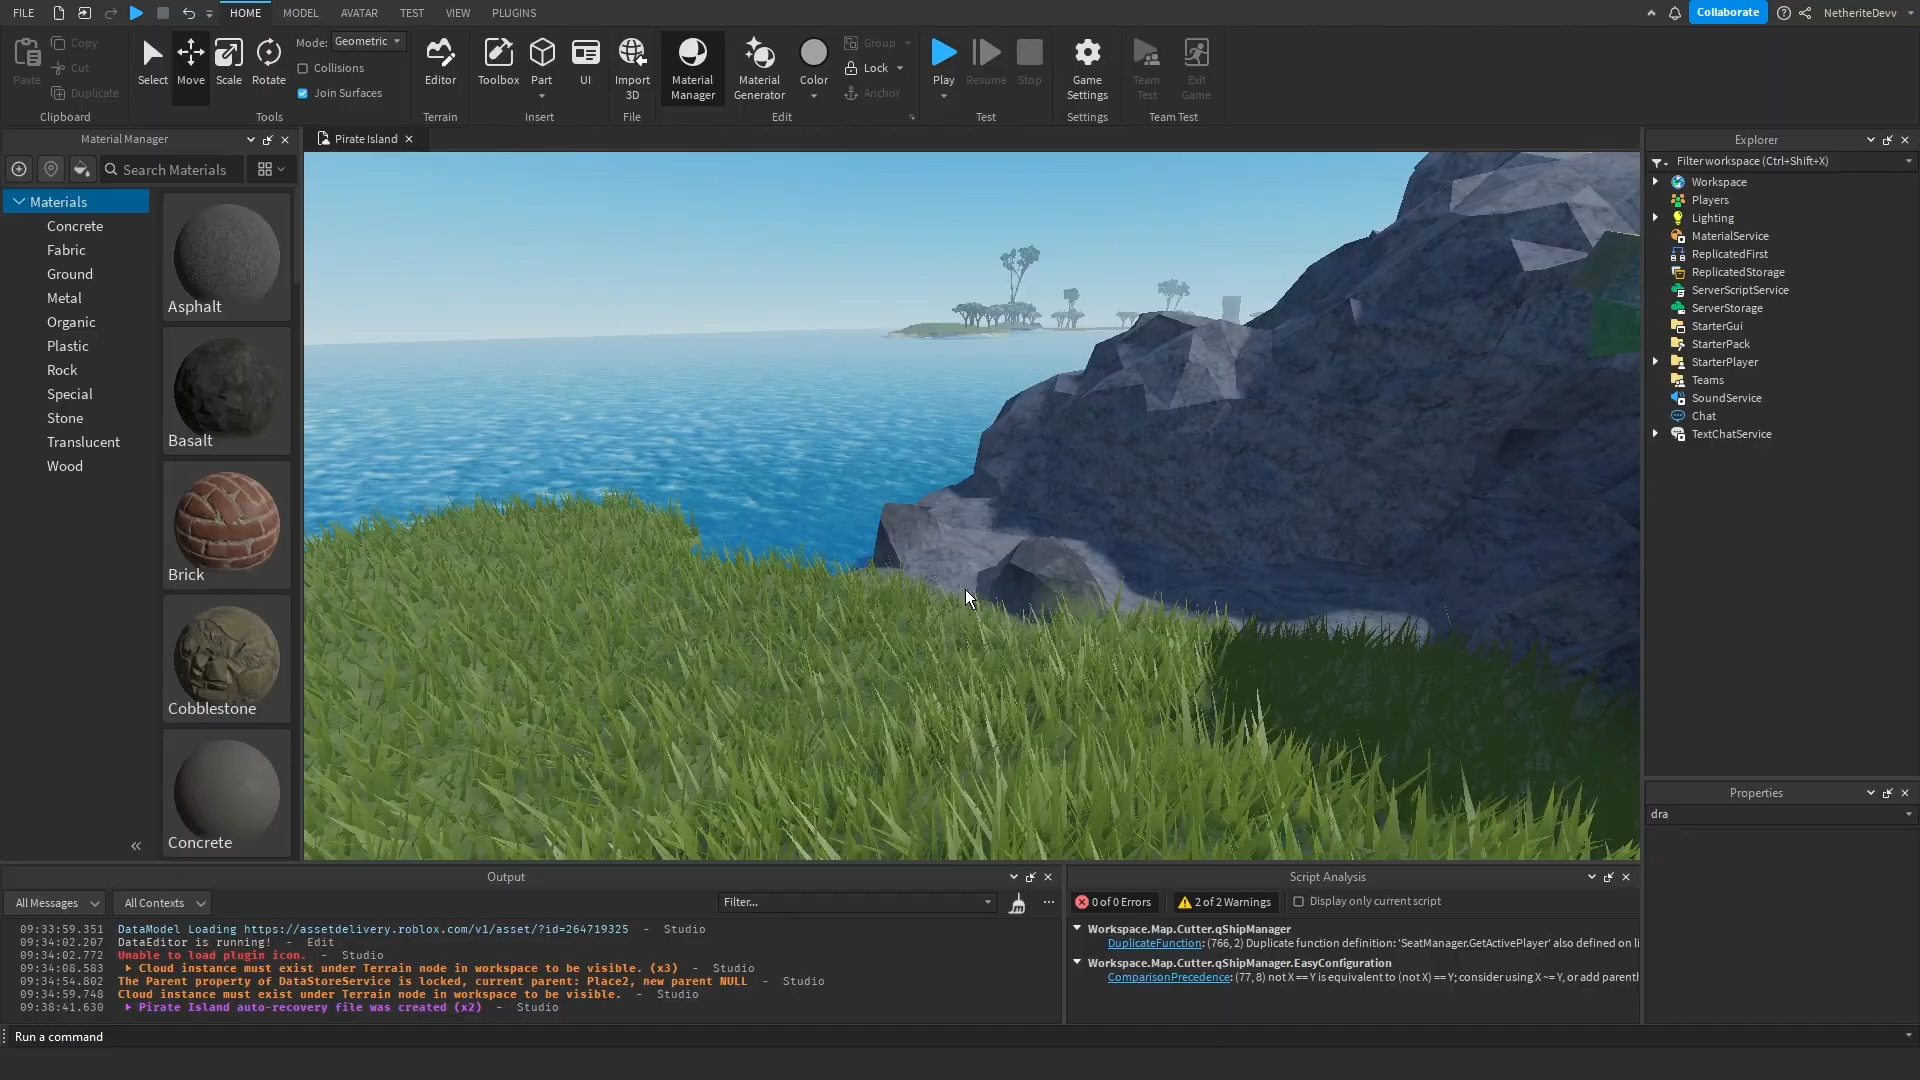 FILE
HOME
MODEL
AVATAR
TEST
VIEW
PLUGINS
Collaborate
NetheriteDevv
Paste
Copy
Cut
Duplicate
Clipboard
Select
Move
Scale
Rotate
Mode:
Geometric
Collisions
Join Surfaces
Tools
Editor
Terrain
Toolbox
Part
UI
Insert
Import
3D
File
Material
Manager
Material
Generator
Color
Group
Lock
Anchor
Edit
Play
Resume
Stop
Test
Game
Settings
Settings
Team
Test
Exit
Game
Team Test
Material Manager
Search Materials
Materials
Concrete
Fabric
Ground
Metal
Organic
Plastic
Rock
Special
Stone
Translucent
Wood
Asphalt
Basalt
Brick
Cobblestone
Concrete
Pirate Island
Explorer
Filter workspace (Ctrl+Shift+X)
Workspace
Players
Lighting
MaterialService
ReplicatedFirst
ReplicatedStorage
ServerScriptService
ServerStorage
StarterGui
StarterPack
StarterPlayer
Teams
SoundService
Chat
TextChatService
Properties
dra
Output
All Messages
All Contexts
Filter...
09:33:59.351 DataModel Loading https://assetdelivery.roblox.com/v1/asset/?id=264719325 - Studio
09:34:02.207 DataEditor is running! - Edit
09:34:02.772 Unable to load plugin icon. - Studio
09:34:08.583 Cloud instance must exist under Terrain node in workspace to be visible. (x3) - Studio
09:34:54.802 The Parent property of DataStoreService is locked, current parent: Place2, new parent NULL - Studio
09:34:59.748 Cloud instance must exist under Terrain node in workspace to be visible. - Studio
09:38:41.630 Pirate Island auto-recovery file was created (x2) - Studio
Script Analysis
0 of 0 Errors
2 of 2 Warnings
Display only current script
Workspace.Map.Cutter.qShipManager
DuplicateFunction: (766, 2) Duplicate function definition: 'SeatManager.GetActivePlayer' also defined on li
Workspace.Map.Cutter.qShipManager.EasyConfiguration
ComparisonPrecedence: (77, 8) not X == Y is equivalent to (not X) == Y; consider using X ~= Y, or add parenth
Run a command